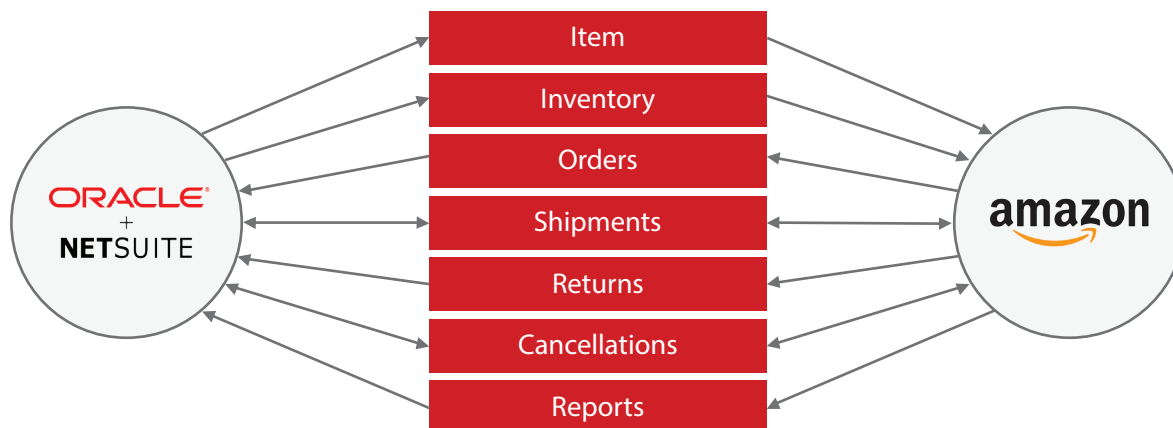 Item
Inventory
Orders
Shipments
Returns
Cancellations
Reports
ORACLE®
+
NETSUITE
amazon